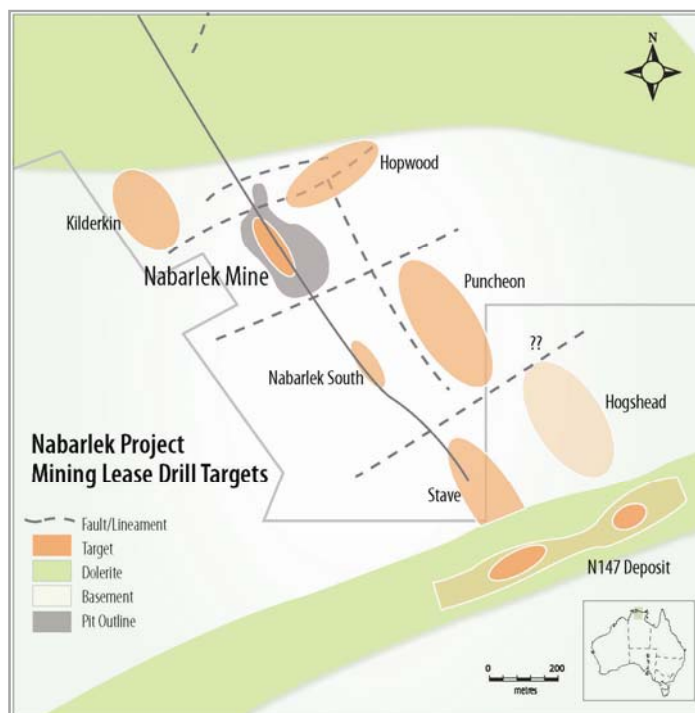 N
Hopwood
Kilderkin
Nabarlek Mine
Puncheon
??
Nabarlek South
Hogshead
Nabarlek Project
Mining Lease Drill Targets
Stave
Fault/Lineament
Target
Dolerite
Basement
Pit Outline
N147 Deposit
0 200
metres